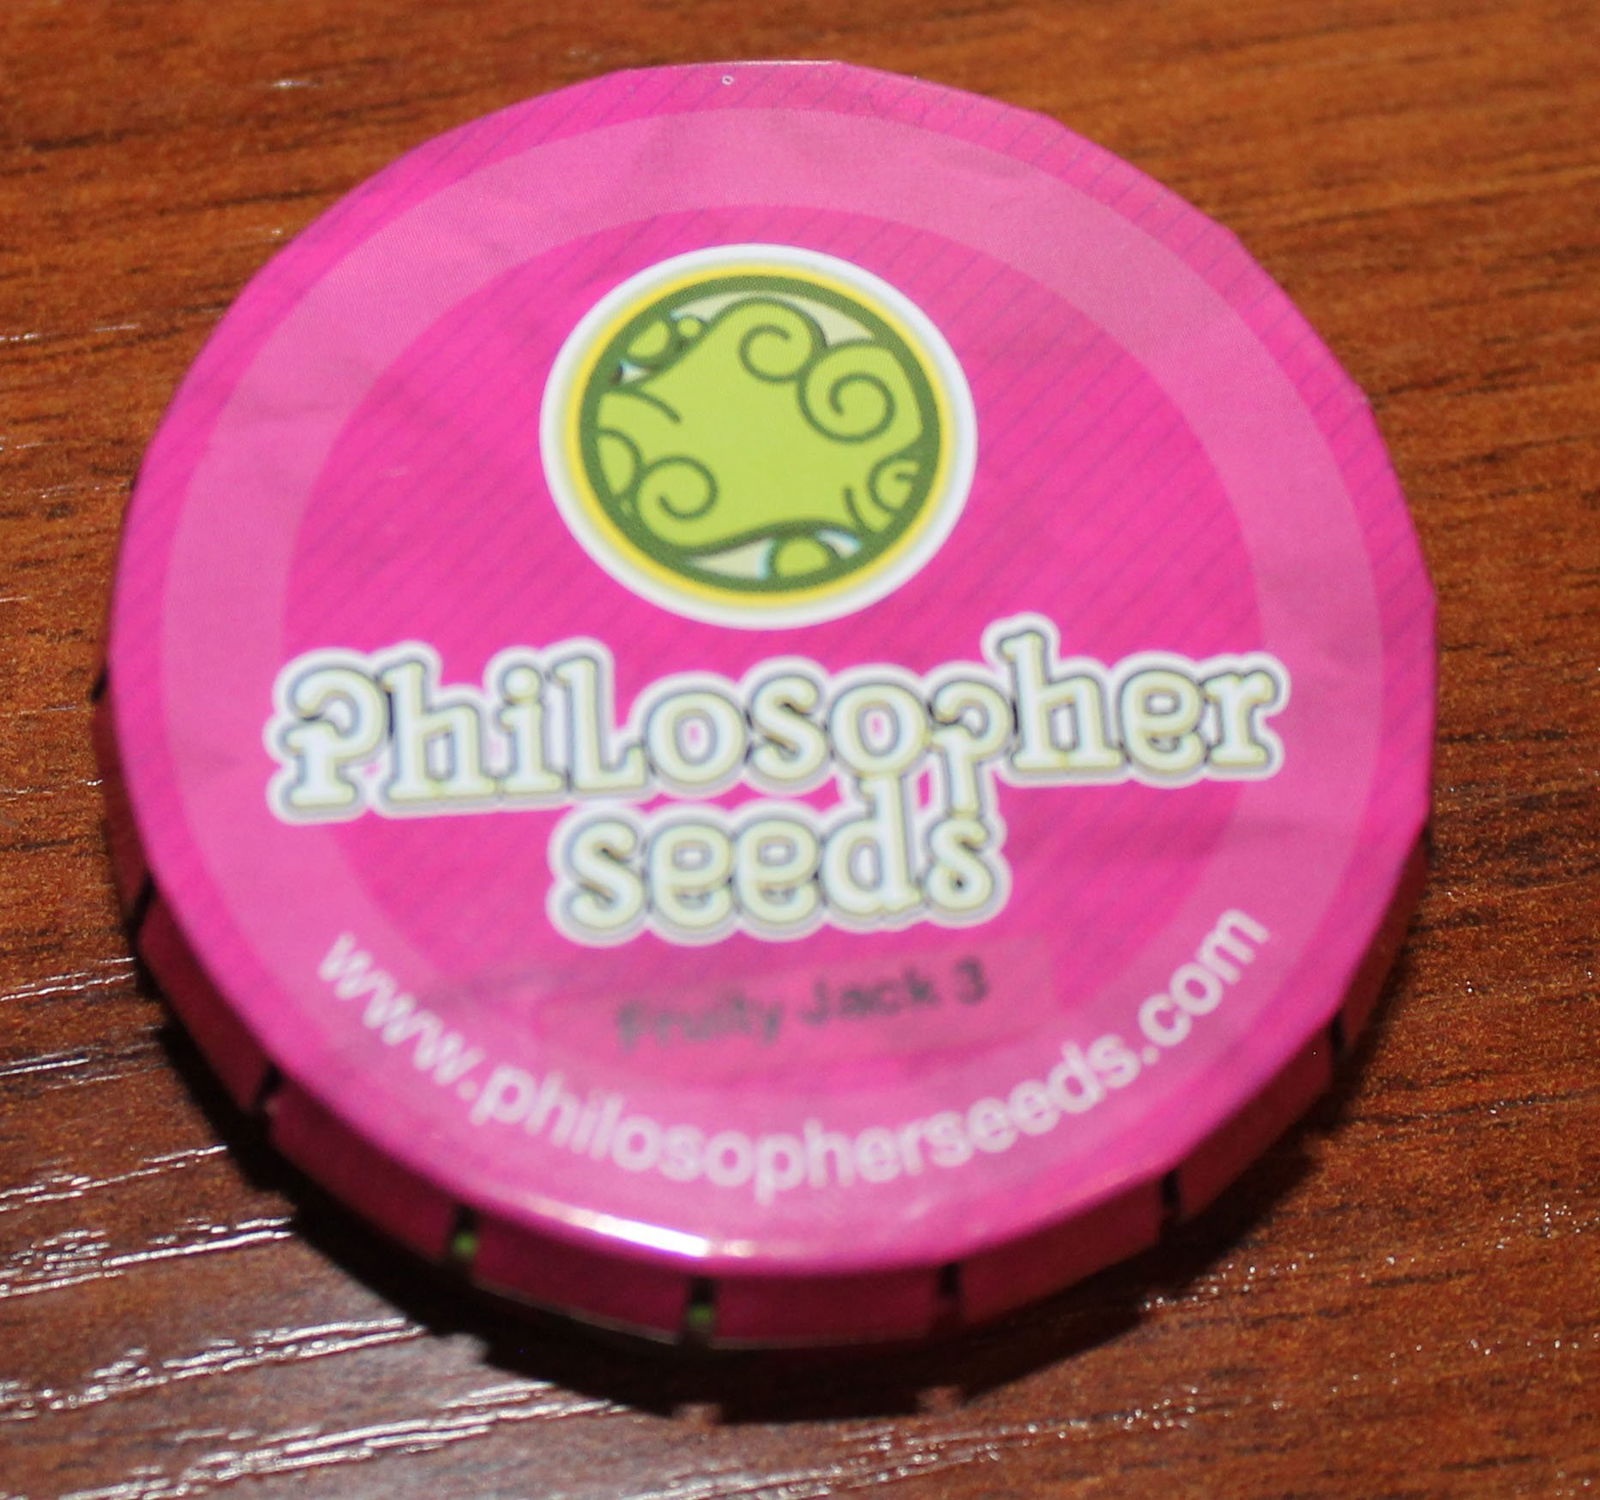 Philosopher
seeds
Fruity Jack 3
www.philosopherseeds.com